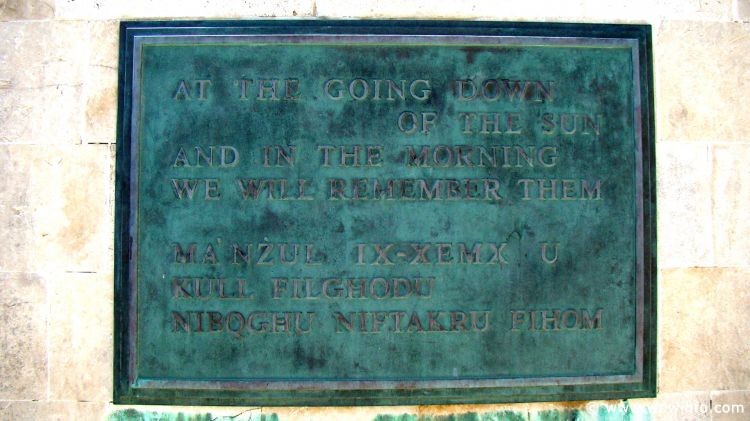 AT THE GOING DOWN
OF THE SUN
AND IN THE MORNING
WE WILL REMEMBER THEM
MA'NŻUL IX-XEMX U
KULL FILGHODU
NIBQGHU NIFTAKRU FIHOM